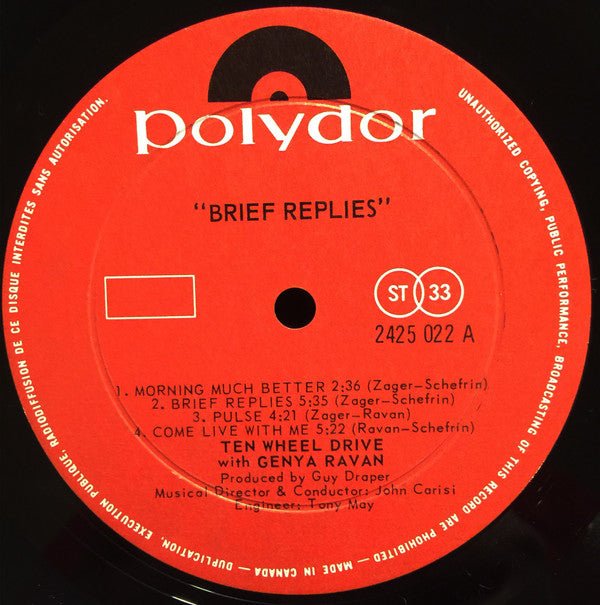 polydor
"BRIEF REPLIES"
ST 33
2425 022 A
1. MORNING MUCH BETTER 2:36 (Zager–Schefrin)
2. BRIEF REPLIES 5:35 (Zager–Schefrin)
3. PULSE 4:21 (Zager–Ravan)
4. COME LIVE WITH ME 5:22 (Ravan–Schefrin)
TEN WHEEL DRIVE
with GENYA RAVAN
Produced by Guy Draper
Musical Director & Conductor: John Carisi
Engineer: Tony May
UNAUTHORIZED COPYING, PUBLIC PERFORMANCE, BROADCASTING OF THIS RECORD ARE PROHIBITED — MADE IN CANADA — DUPLICATION, EXECUTION PUBLIQUE, RADIODIFFUSION DE CE DISQUE INTERDITES SANS AUTORISATION.